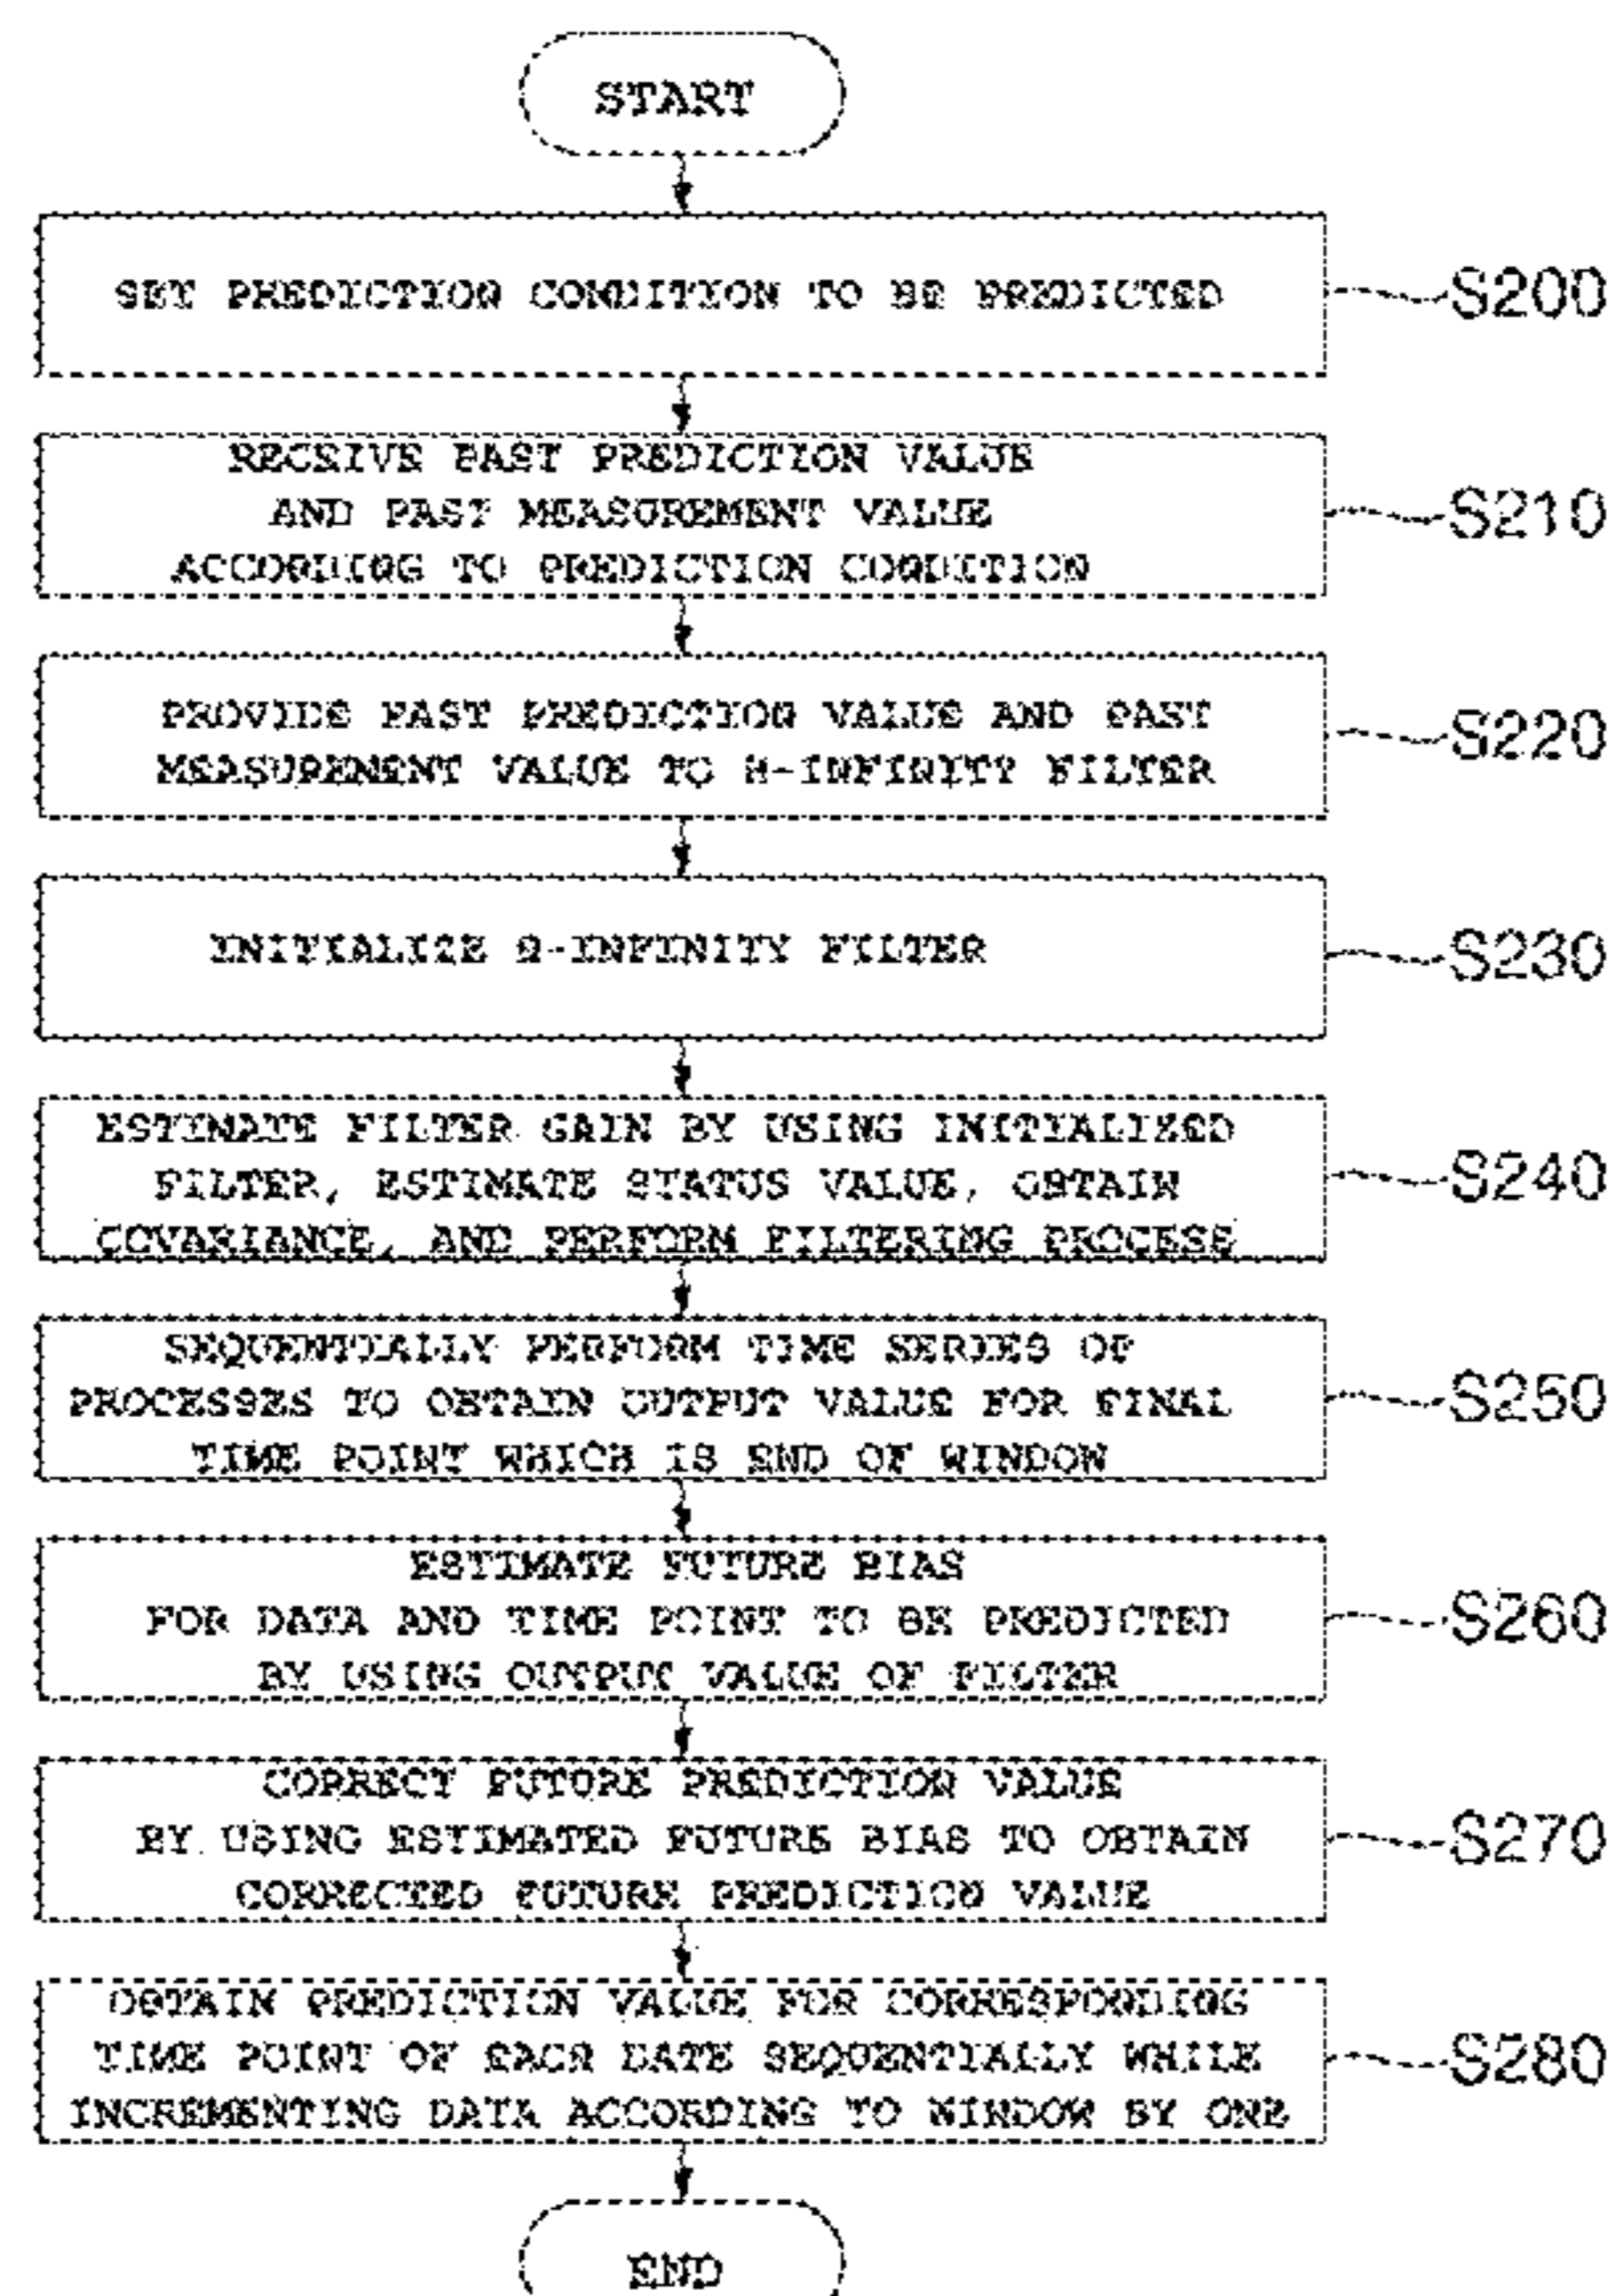 START
SET PREDICTION CONDITION TO BE PREDICTED
S200
RECEIVE PAST PREDICTION VALUE
AND PAST MEASUREMENT VALUE
ACCORDING TO PREDICTION CONDITION
S210
PROVIDE PAST PREDICTION VALUE AND PAST
MEASUREMENT VALUE TO H-INFINITY FILTER
S220
INITIALIZE H-INFINITY FILTER
S230
ESTIMATE FILTER GAIN BY USING INITIALIZED
FILTER, ESTIMATE STATUS VALUE, OBTAIN
COVARIANCE, AND PERFORM FILTERING PROCESS
S240
SEQUENTIALLY PERFORM TIME SERIES OF
PROCESSES TO OBTAIN OUTPUT VALUE FOR FINAL
TIME POINT WHICH IS END OF WINDOW
S250
ESTIMATE FUTURE BIAS
FOR DATA AND TIME POINT TO BE PREDICTED
BY USING OUTPUT VALUE OF FILTER
S260
CORRECT FUTURE PREDICTION VALUE
BY USING ESTIMATED FUTURE BIAS TO OBTAIN
CORRECTED FUTURE PREDICTION VALUE
S270
OBTAIN PREDICTION VALUE FOR CORRESPONDING
TIME POINT OF EACH DATE SEQUENTIALLY WHILE
INCREMENTING DATA ACCORDING TO WINDOW BY ONE
S280
END